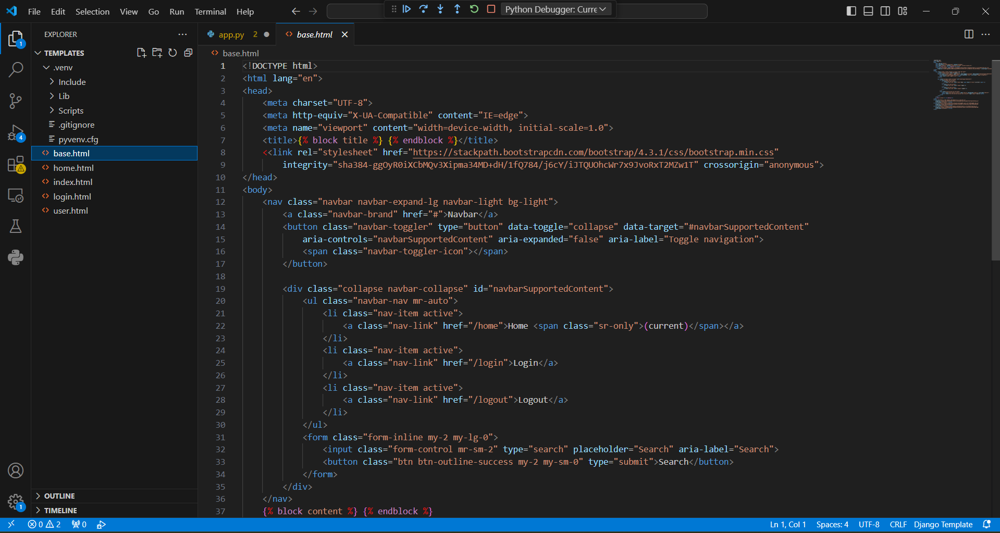 File Edit Selection View Go Run Terminal Help
Python Debugger: Curre
EXPLORER
TEMPLATES
.venv
Include
Lib
Scripts
.gitignore
pyvenv.cfg
base.html
home.html
index.html
login.html
user.html
OUTLINE
TIMELINE
1
4
1
app.py 2
base.html
base.html
1 <!DOCTYPE html>
2 <html lang="en">
3 <head>
4 <meta charset="UTF-8">
5 <meta http-equiv="X-UA-Compatible" content="IE=edge">
6 <meta name="viewport" content="width=device-width, initial-scale=1.0">
7 <title>{% block title %} {% endblock %}</title>
8 <<link rel="stylesheet" href="https://stackpath.bootstrapcdn.com/bootstrap/4.3.1/css/bootstrap.min.css"
9 integrity="sha384-ggOyR0iXCbMQv3Xipma34MD+dH/1fQ784/j6cY/iJTQUOhcWr7x9JvoRxT2MZw1T" crossorigin="anonymous">
10 </head>
11 <body>
12 <nav class="navbar navbar-expand-lg navbar-light bg-light">
13 <a class="navbar-brand" href="#">Navbar</a>
14 <button class="navbar-toggler" type="button" data-toggle="collapse" data-target="#navbarSupportedContent"
15 aria-controls="navbarSupportedContent" aria-expanded="false" aria-label="Toggle navigation">
16 <span class="navbar-toggler-icon"></span>
17 </button>
18
19 <div class="collapse navbar-collapse" id="navbarSupportedContent">
20 <ul class="navbar-nav mr-auto">
21 <li class="nav-item active">
22 <a class="nav-link" href="/home">Home <span class="sr-only">(current)</span></a>
23 </li>
24 <li class="nav-item active">
25 <a class="nav-link" href="/login">Login</a>
26 </li>
27 <li class="nav-item active">
28 <a class="nav-link" href="/logout">Logout</a>
29 </li>
30 </ul>
31 <form class="form-inline my-2 my-lg-0">
32 <input class="form-control mr-sm-2" type="search" placeholder="Search" aria-label="Search">
33 <button class="btn btn-outline-success my-2 my-sm-0" type="submit">Search</button>
34 </form>
35 </div>
36 </nav>
37 {% block content %} {% endblock %}
0 2 0
Ln 1, Col 1 Spaces: 4 UTF-8 CRLF Django Template